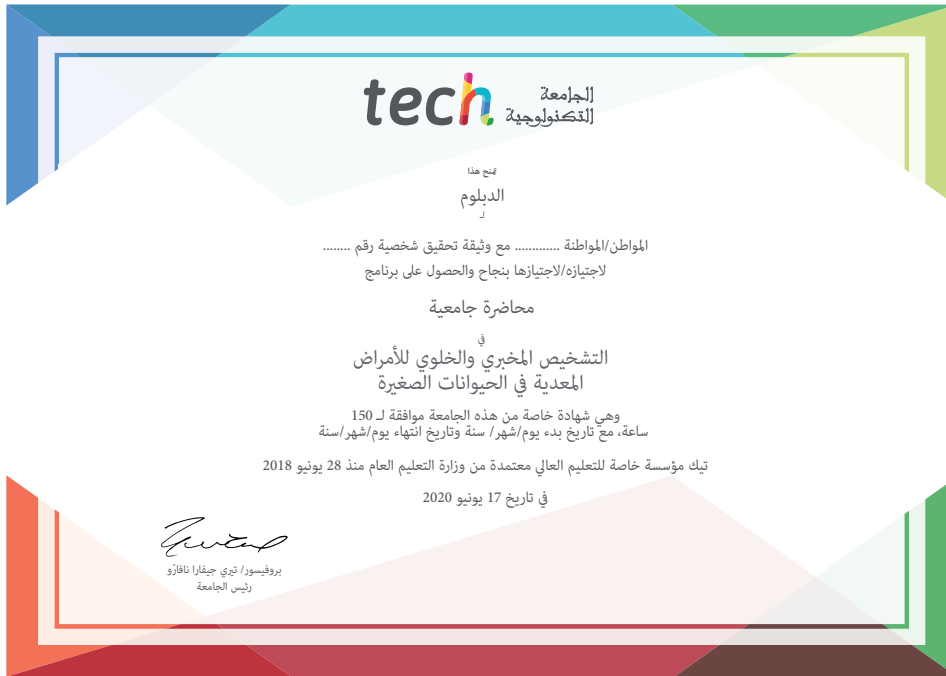 tech الجامعة
التكنولوجية
يمنح هذا
الدبلوم
لـ
المواطن/المواطنة ............ مع وثيقة تحقيق شخصية رقم ........
لاجتيازه/لاجتيازها بنجاح والحصول على برنامج
محاضرة جامعية
في
التشخيص المخبري والخلوي للأمراض
المعدية في الحيوانات الصغيرة
وهي شهادة خاصة من هذه الجامعة موافقة لـ 150
ساعة، مع تاريخ بدء يوم/شهر/ سنة وتاريخ انتهاء يوم/شهر/سنة
تيك مؤسسة خاصة للتعليم العالي معتمدة من وزارة التعليم العام منذ 28 يونيو 2018
في تاريخ 17 يونيو 2020
بروفيسور/ تيري جيفارا نافارّو
رئيس الجامعة